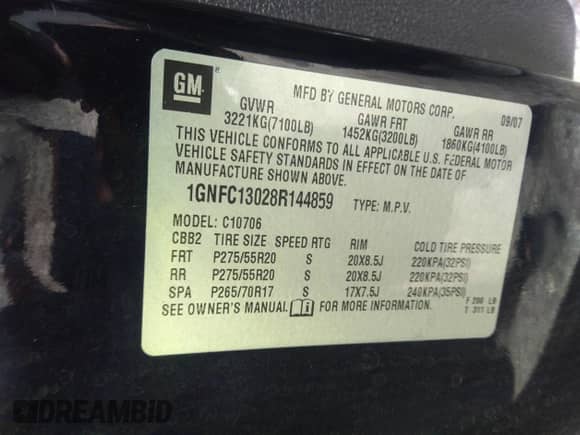 GM ®
MFD BY GENERAL MOTORS CORP. 09/07
GVWR GAWR FRT GAWR RR
3221KG(7100LB) 1452KG(3200LB) 1860KG(4100LB)
THIS VEHICLE CONFORMS TO ALL APPLICABLE U.S. FEDERAL MOTOR
VEHICLE SAFETY STANDARDS IN EFFECT ON THE DATE OF
MANUFACTURE SHOWN ABOVE.
1GNFC13028R144859 TYPE: M.P.V.
MODEL: C10706
CBB2 TIRE SIZE SPEED RTG RIM COLD TIRE PRESSURE
FRT P275/55R20 S 20X8.5J 220KPA(32PSI)
RR P275/55R20 S 20X8.5J 220KPA(32PSI)
SPA P265/70R17 S 17X7.5J 240KPA(35PSI)
SEE OWNER'S MANUAL FOR MORE INFORMATION.
F 200 LB
T 311 LB
DREAMBID